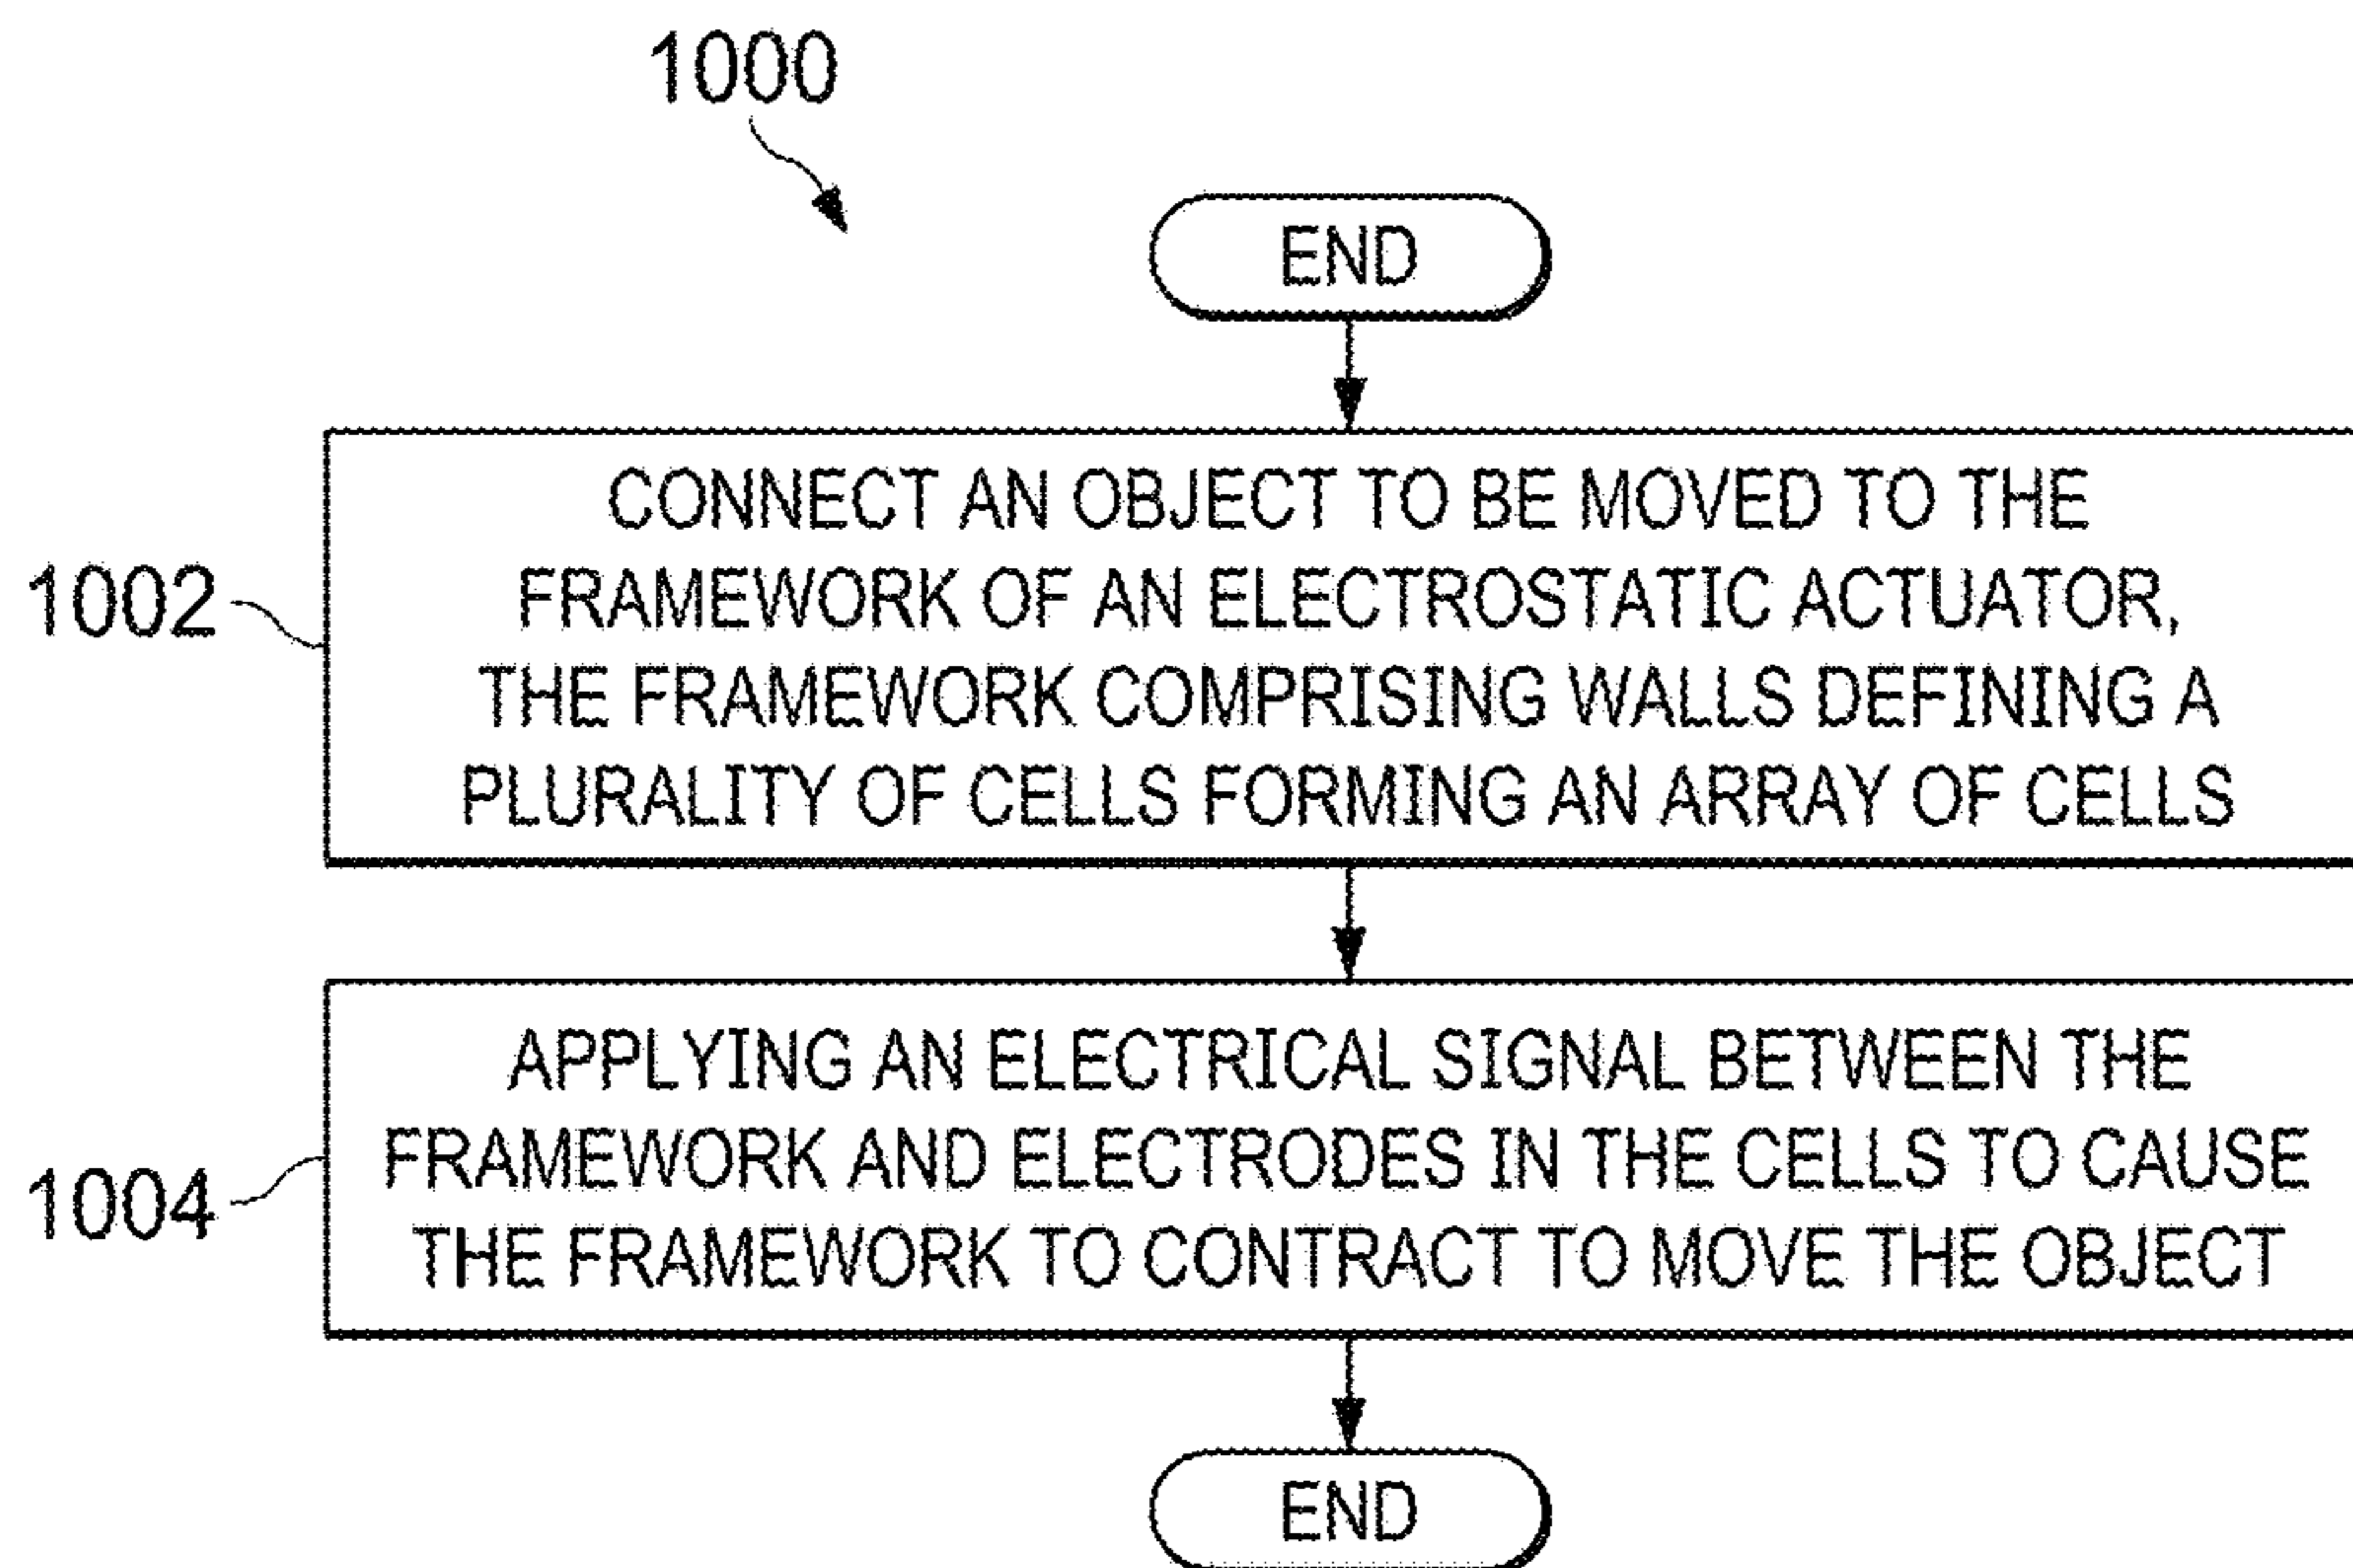 1000
END
CONNECT AN OBJECT TO BE MOVED TO THE
FRAMEWORK OF AN ELECTROSTATIC ACTUATOR,
1002
THE FRAMEWORK COMPRISING WALLS DEFINING A
PLURALITY OF CELLS FORMING AN ARRAY OF CELLS
APPLYING AN ELECTRICAL SIGNAL BETWEEN THE
FRAMEWORK AND ELECTRODES IN THE CELLS TO CAUSE
1004
THE FRAMEWORK TO CONTRACT TO MOVE THE OBJECT
END